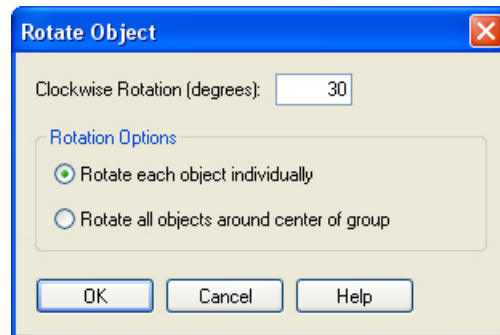 Rotate Object
Clockwise Rotation (degrees): 30
Rotation Options
Rotate each object individually
Rotate all objects around center of group
OK Cancel Help